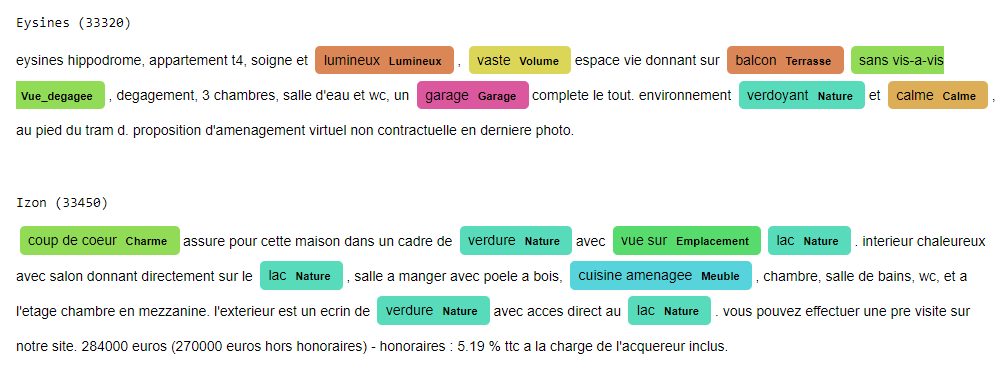 Eysines (33320)
eysines hippodrome, appartement t4, soigne et lumineux Lumineux , vaste Volume espace vie donnant sur balcon Terrasse sans vis-a-vis
Vue_degagee , degagement, 3 chambres, salle d'eau et wc, un garage Garage complete le tout. environnement verdoyant Nature et calme Calme ,
au pied du tram d. proposition d'amenagement virtuel non contractuelle en derniere photo.
Izon (33450)
coup de coeur Charme assure pour cette maison dans un cadre de verdure Nature avec vue sur Emplacement lac Nature . interieur chaleureux
avec salon donnant directement sur le lac Nature , salle a manger avec poele a bois, cuisine amenagee Meuble , chambre, salle de bains, wc, et a
l'etage chambre en mezzanine. l'exterieur est un ecrin de verdure Nature avec acces direct au lac Nature . vous pouvez effectuer une pre visite sur
notre site. 284000 euros (270000 euros hors honoraires) - honoraires : 5.19 % ttc a la charge de l'acquereur inclus.